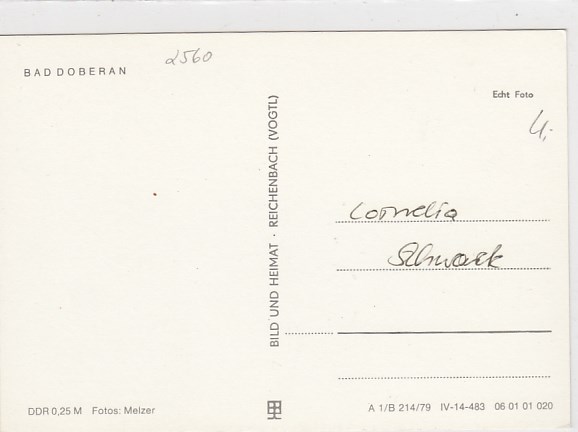 BAD DOBERAN
2560
Echt Foto
4,-
Cornelia
Schwark
BILD UND HEIMAT · REICHENBACH (VOGTL)
DDR 0,25 M Fotos: Melzer
A 1/B 214/79 IV-14-483 06 01 01 020